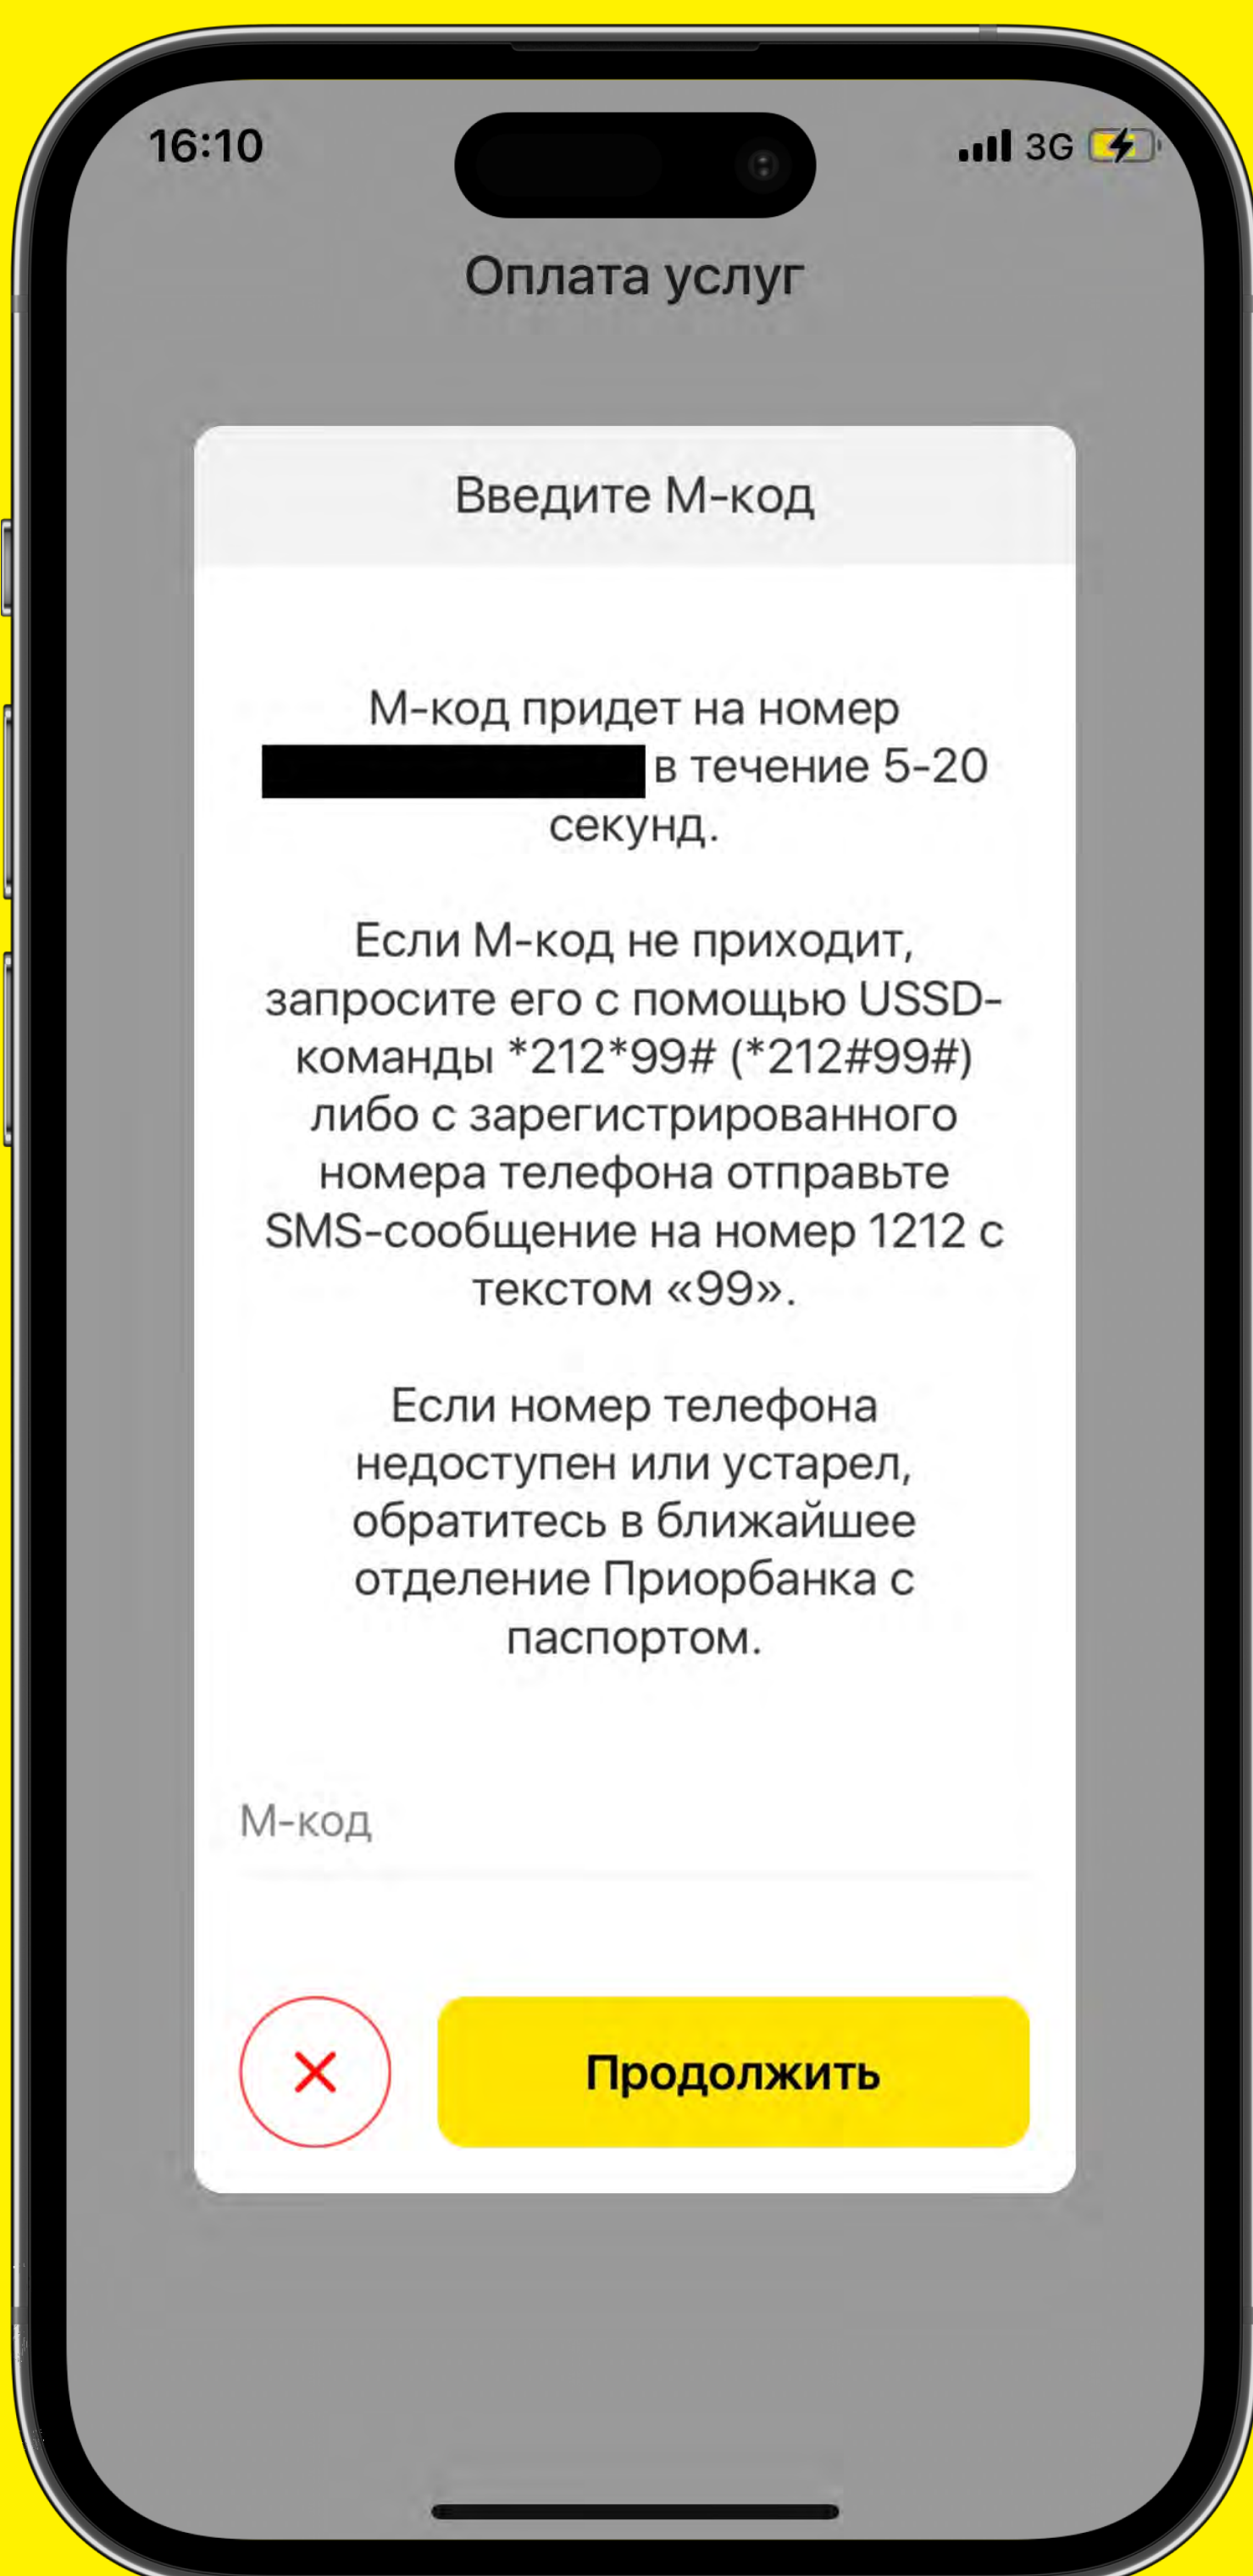 16:10
3G
Оплата услуг
Введите М-код
М-код придет на номер
в течение 5-20
секунд.
Если М-код не приходит,
запросите его с помощью USSD-
команды *212*99# (*212#99#)
либо с зарегистрированного
номера телефона отправьте
SMS-сообщение на номер 1212 с
текстом «99».
Если номер телефона
недоступен или устарел,
обратитесь в ближайшее
отделение Приорбанка с
паспортом.
М-код
Продолжить